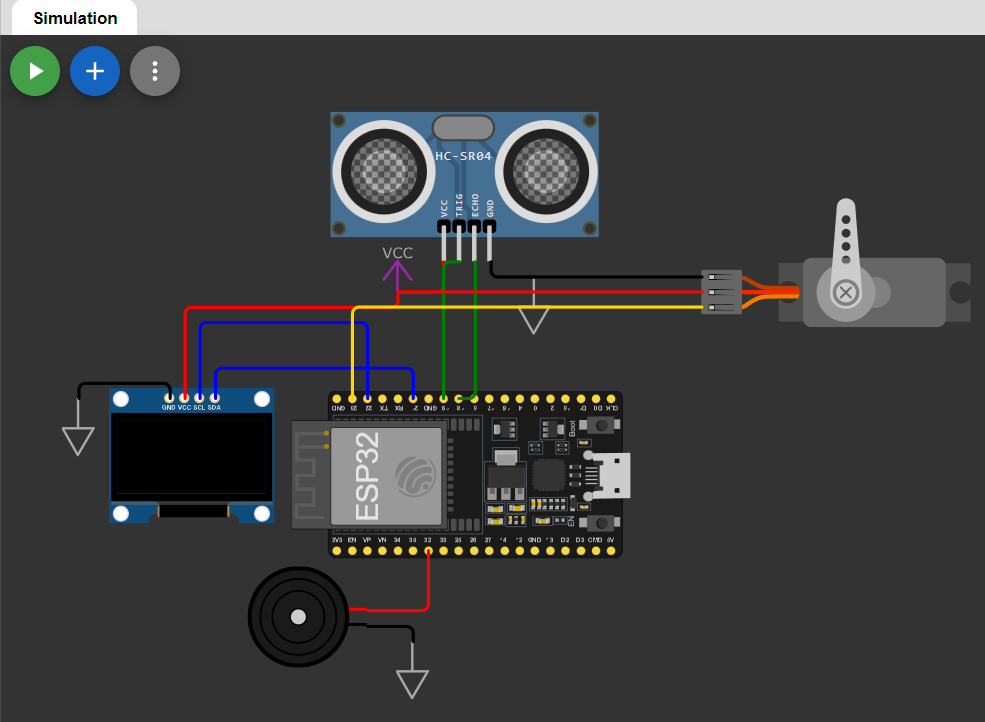 Simulation
HC-SR04
VCC
TRIG
ECHO
GND
VCC
GND VCC SCL SDA
GND 23 22 TX RX 21 GND 19 18 5 17 16 4 0 2 15 D1 D0 CLK
Boot
ESP32
EN
3V3 EN VP VN 34 35 32 33 25 26 27 14 12 GND 13 D2 D3 CMD 5V